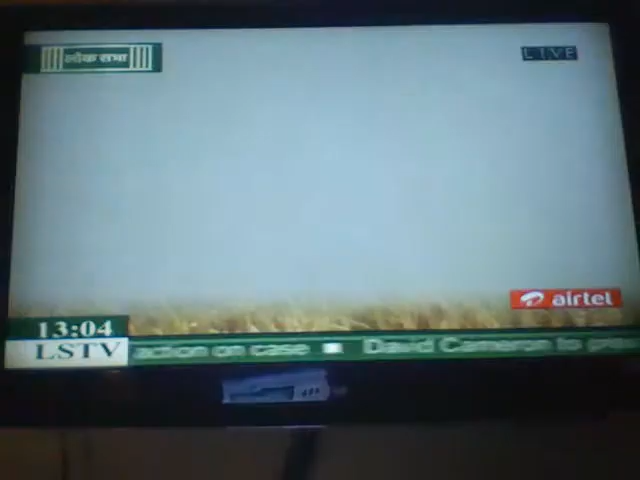 लोक सभा
LIVE
airtel
13:04
LSTV action on case David Cameron to